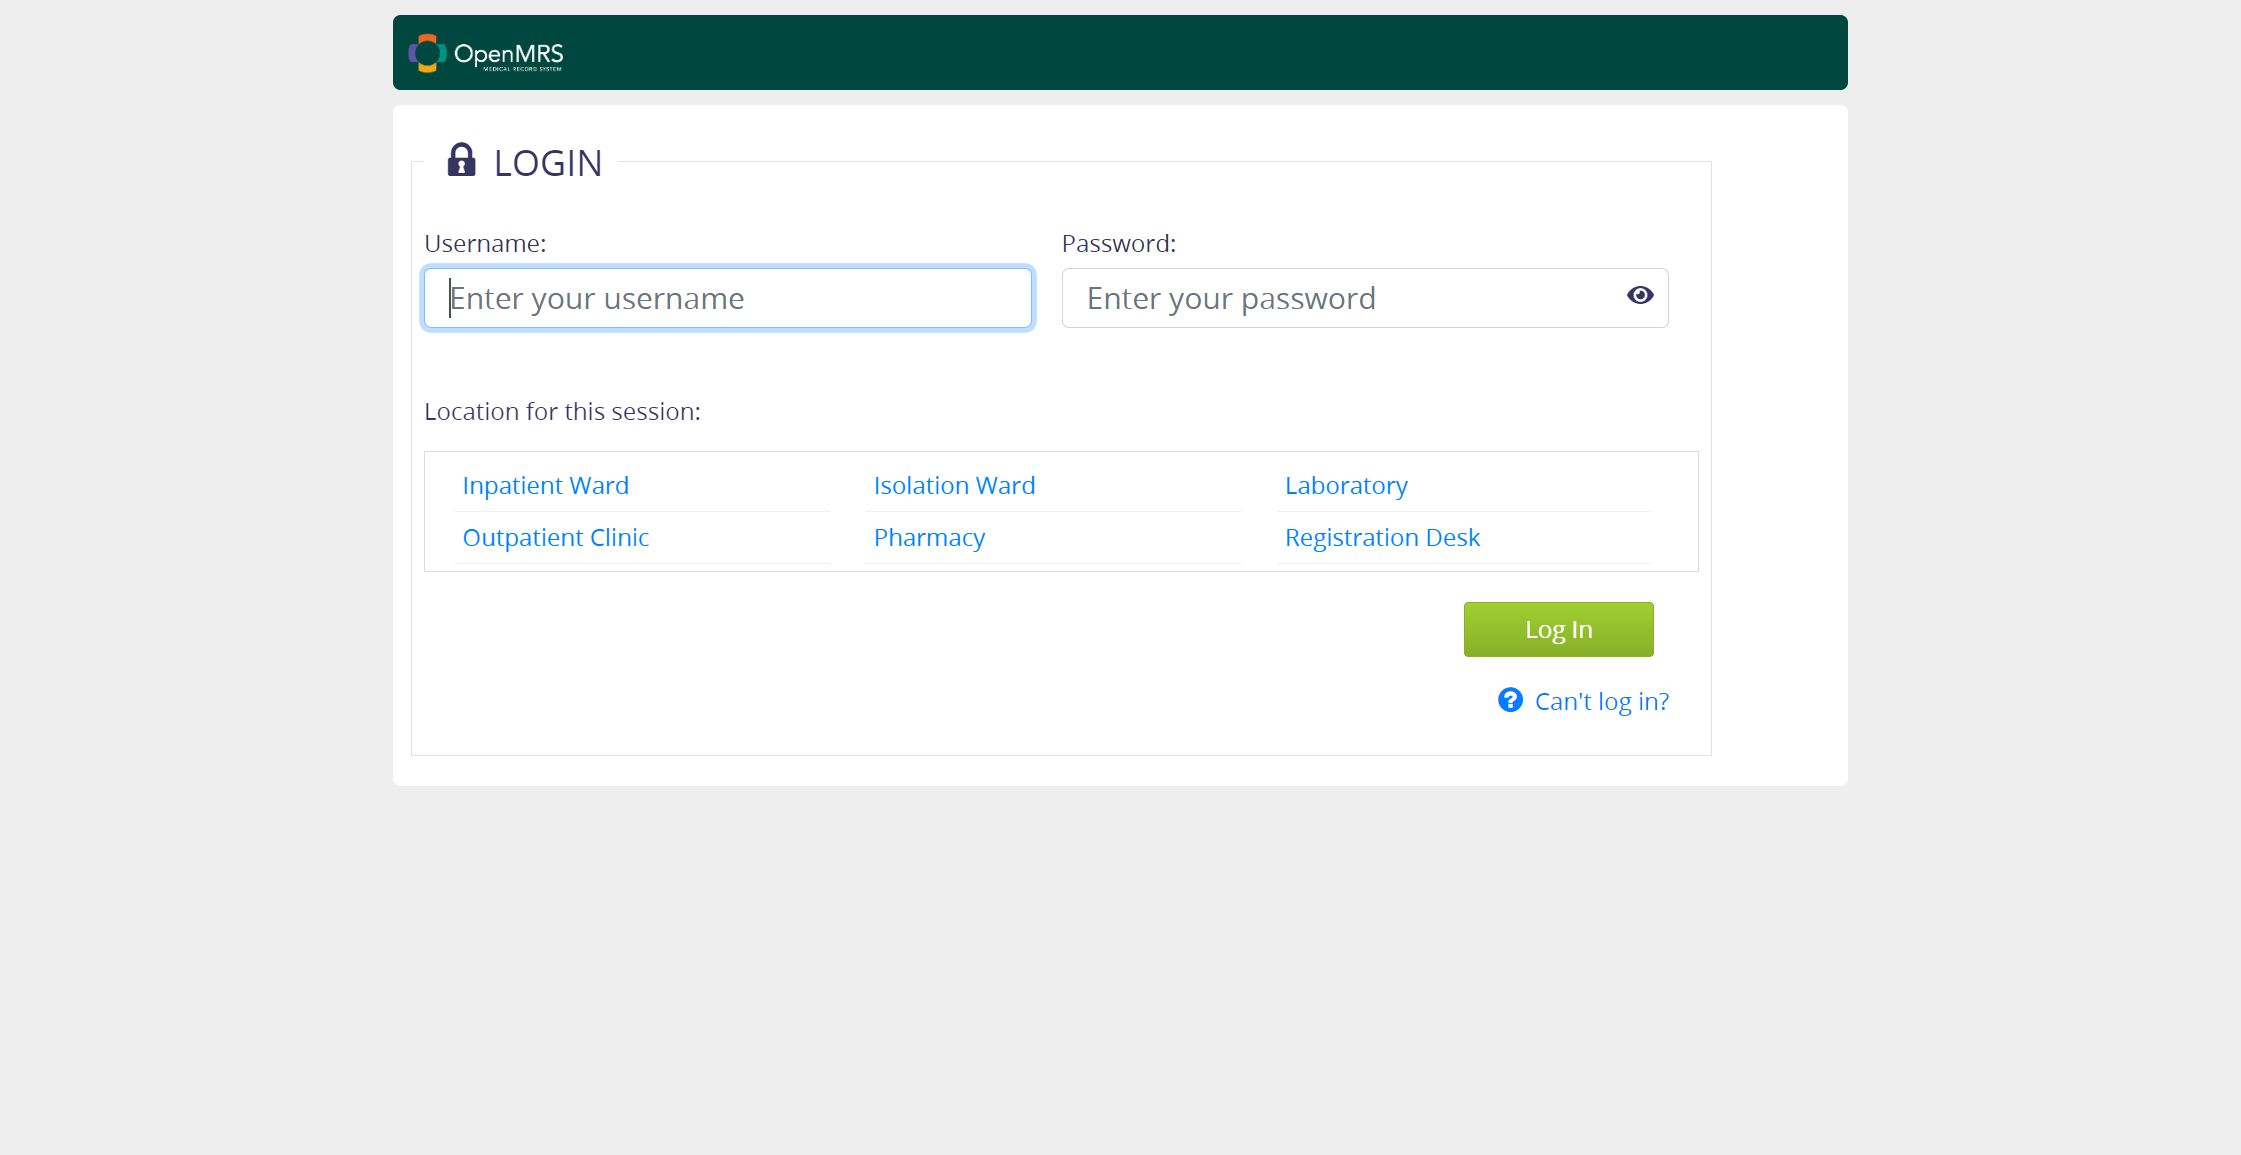 OpenMRS
MEDICAL RECORD SYSTEM
LOGIN
Username:
Password:
Enter your username
Enter your password
Location for this session:
Inpatient Ward
Isolation Ward
Laboratory
Outpatient Clinic
Pharmacy
Registration Desk
Log In
? Can't log in?